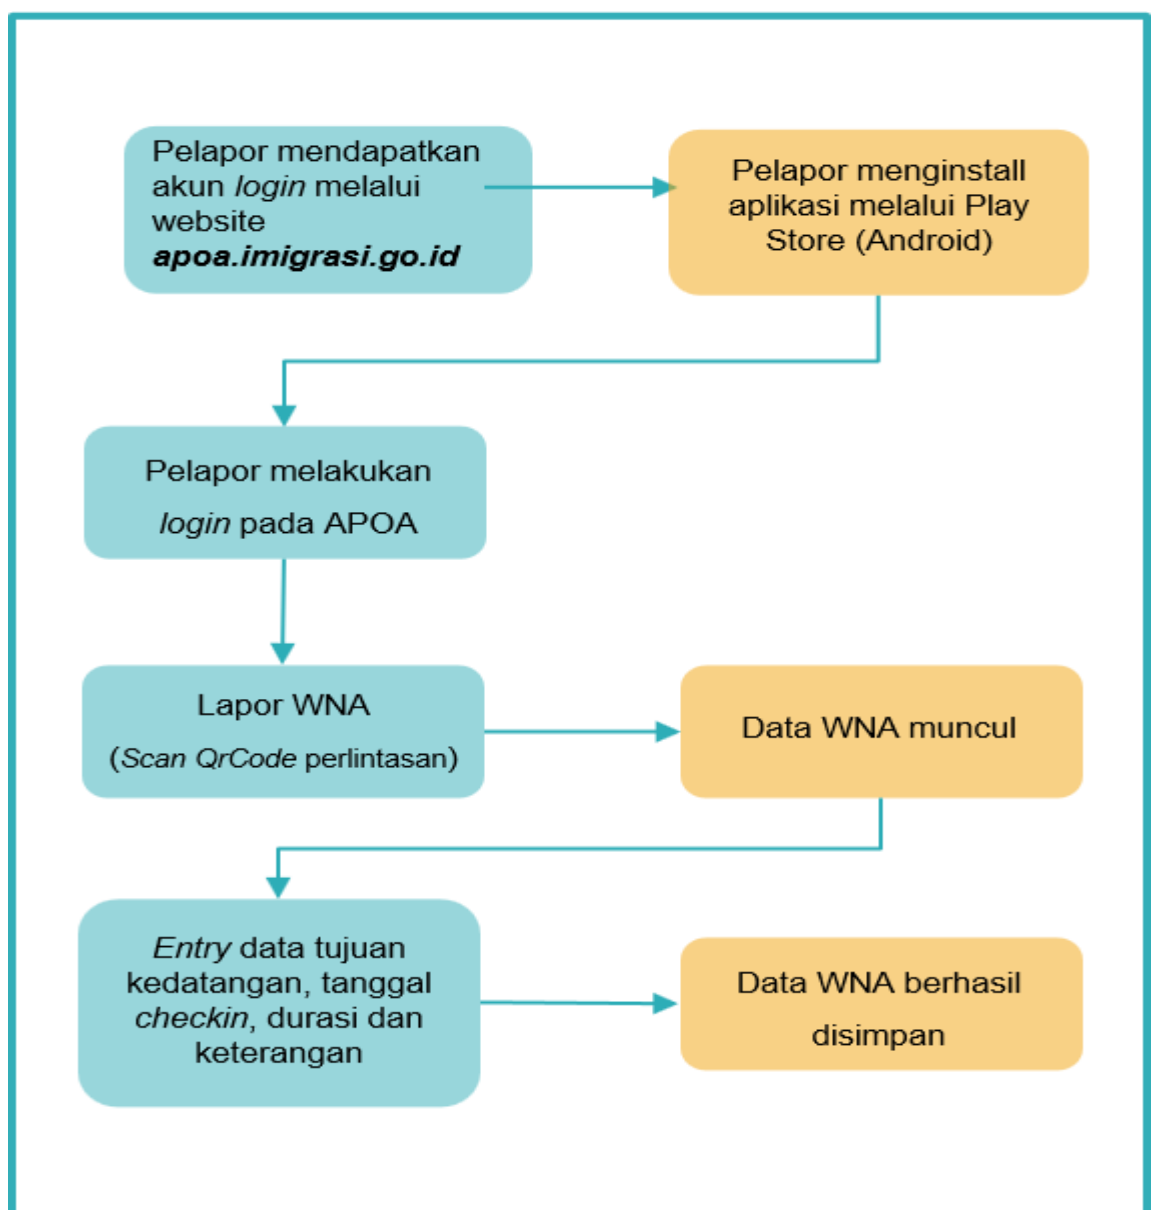 Pelapor mendapatkan
akun login melalui
website
apoa.imigrasi.go.id
Pelapor menginstall
aplikasi melalui Play
Store (Android)
Pelapor melakukan
login pada APOA
Lapor WNA
(Scan QrCode perlintasan)
Data WNA muncul
Entry data tujuan
kedatangan, tanggal
checkin, durasi dan
keterangan
Data WNA berhasil
disimpan